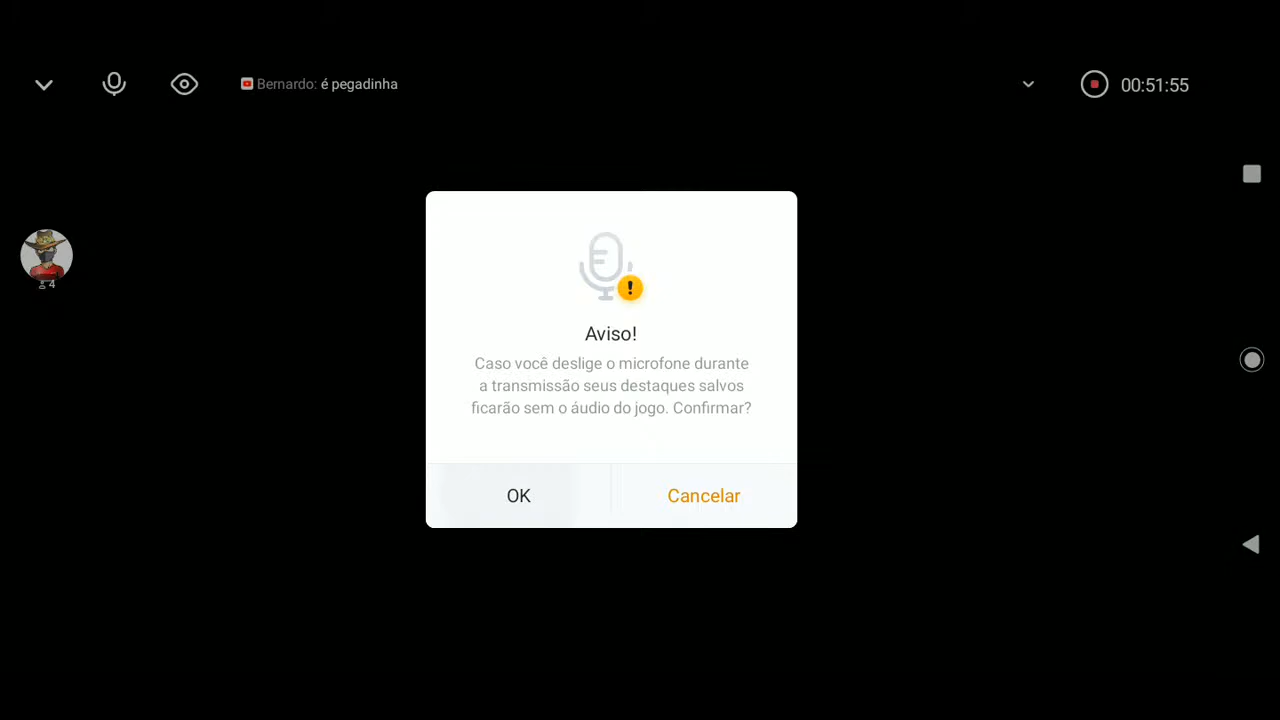 Bernardo: é pegadinha
00:51:55
4
Aviso!
Caso você deslige o microfone durante
a transmissão seus destaques salvos
ficarão sem o áudio do jogo. Confirmar?
OK
Cancelar